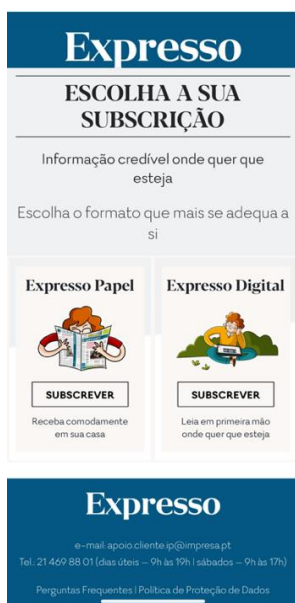 Expresso
ESCOLHA A SUA
SUBSCRIÇÃO
Informação credível onde quer que
esteja
Escolha o formato que mais se adequa a
si
Expresso Papel
SUBSCREVER
Receba comodamente
em sua casa
Expresso Digital
SUBSCREVER
Leia em primeira mão
onde quer que esteja
Expresso
e-mail: apoio.cliente.ip@impresa.pt
Tel. 21 469 88 01 (dias úteis – 9h às 19h | sábados – 9h às 17h)
Perguntas Frequentes | Política de Proteção de Dados